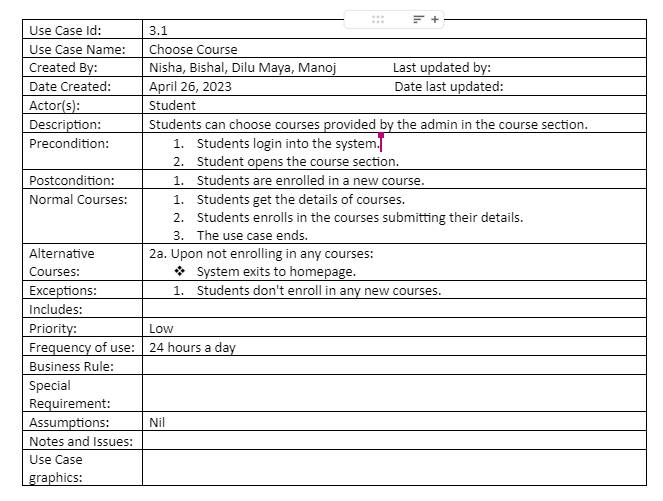 Use Case Id: 3.1
Use Case Name: Choose Course
Created By: Nisha, Bishal, Dilu Maya, Manoj Last updated by:
Date Created: April 26, 2023 Date last updated:
Actor(s): Student
Description: Students can choose courses provided by the admin in the course section.
Precondition: 1. Students login into the system.
2. Student opens the course section.
Postcondition: 1. Students are enrolled in a new course.
Normal Courses: 1. Students get the details of courses.
2. Students enrolls in the courses submitting their details.
3. The use case ends.
Alternative 2a. Upon not enrolling in any courses:
Courses: ❖ System exits to homepage.
Exceptions: 1. Students don't enroll in any new courses.
Includes:
Priority: Low
Frequency of use: 24 hours a day
Business Rule:
Special
Requirement:
Assumptions: Nil
Notes and Issues:
Use Case
graphics: